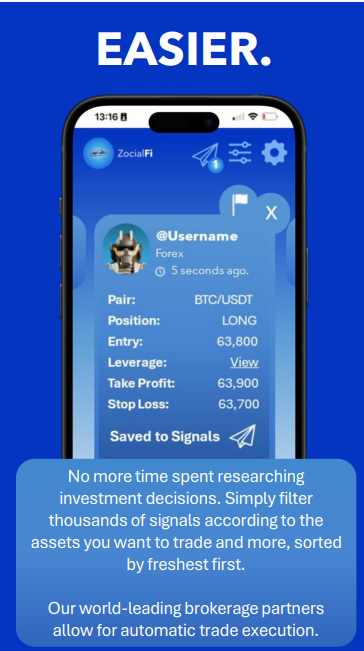 EASIER.
13:16
ZocialFi
1
X
@Username
Forex
5 seconds ago.
Pair: BTC/USDT
Position: LONG
Entry: 63,800
Leverage: View
Take Profit: 63,900
Stop Loss: 63,700
Saved to Signals
No more time spent researching
investment decisions. Simply filter
thousands of signals according to the
assets you want to trade and more, sorted
by freshest first.
Our world-leading brokerage partners
allow for automatic trade execution.